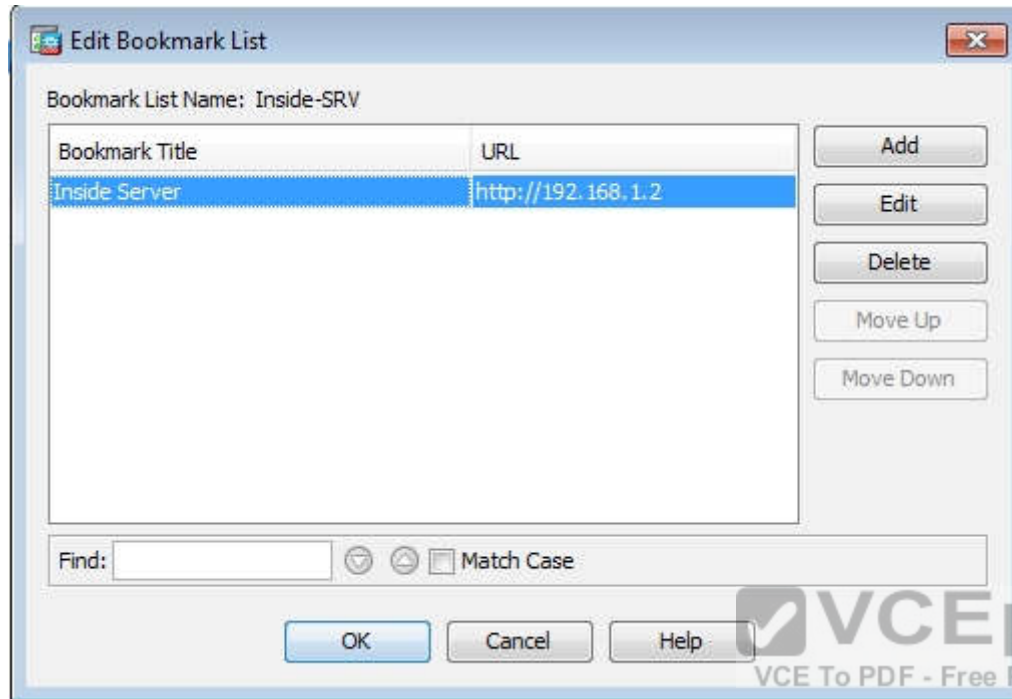 Edit Bookmark List
Bookmark List Name: Inside-SRV
Bookmark Title URL
Inside Server http://192.168.1.2
Add
Edit
Delete
Move Up
Move Down
Find: Match Case
OK Cancel Help
VCE
VCE To PDF - Free